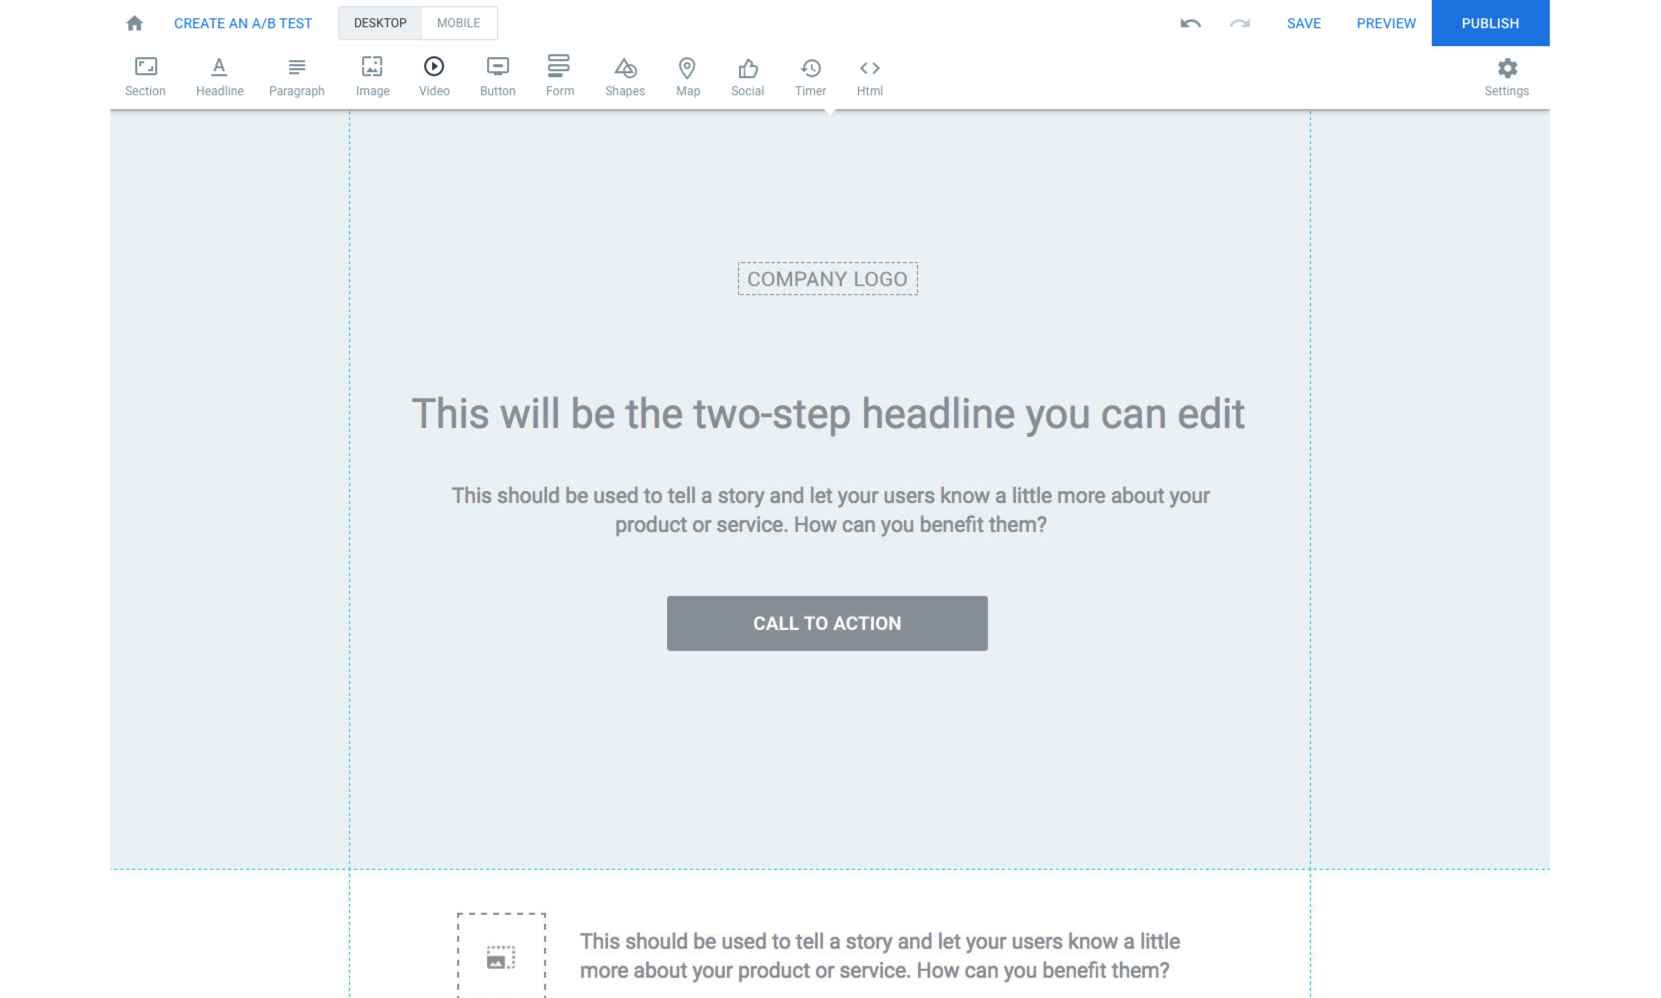 CREATE AN A/B TEST
DESKTOP
MOBILE
SAVE
PREVIEW
PUBLISH
Section
Headline
Paragraph
Image
Video
Button
Form
Shapes
Map
Social
Timer
Html
Settings
COMPANY LOGO
This will be the two-step headline you can edit
This should be used to tell a story and let your users know a little more about your
product or service. How can you benefit them?
CALL TO ACTION
This should be used to tell a story and let your users know a little
more about your product or service. How can you benefit them?